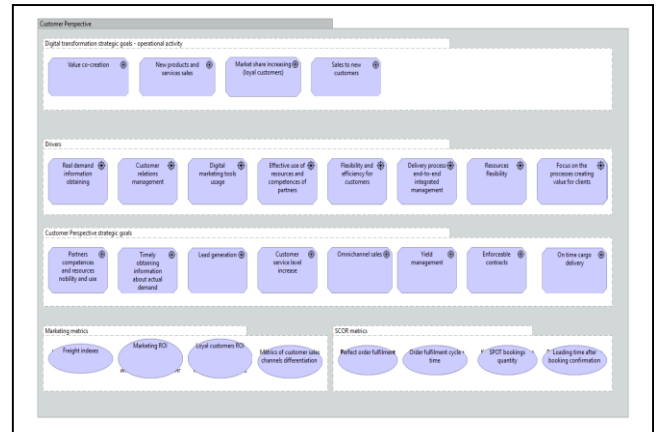 Customer Perspective
Digital transformation strategic goals - operational activity
Value co-creation
New products and
services sales
Market share increasing
(loyal customers)
Sales to new
customers
Drivers
Real demand
information
obtaining
Customer
relations
management
Digital
marketing tools
usage
Effective use of
resources and
competences of
partners
Flexibility and
efficiency for
customers
Delivery process
end-to-end
integrated
management
Resources
flexibility
Focus on the
processes creating
value for clients
Customer Perspective strategic goals
Partners
competences
and resources
nobility and use
Timely
obtaining
information
about actual
demand
Lead generation
Customer
service level
increase
Omnichannel sales
Yield
management
Enforceable
contracts
On time cargo
delivery
Marketing metrics
Freight indexes
Marketing ROI
Loyal customers ROI
Metrics of customer sales
channels differentiation
SCOR metrics
Perfect order fulfilment
Order fulfilment cycle
time
SPOT bookings
quantity
Loading time after
booking confirmation